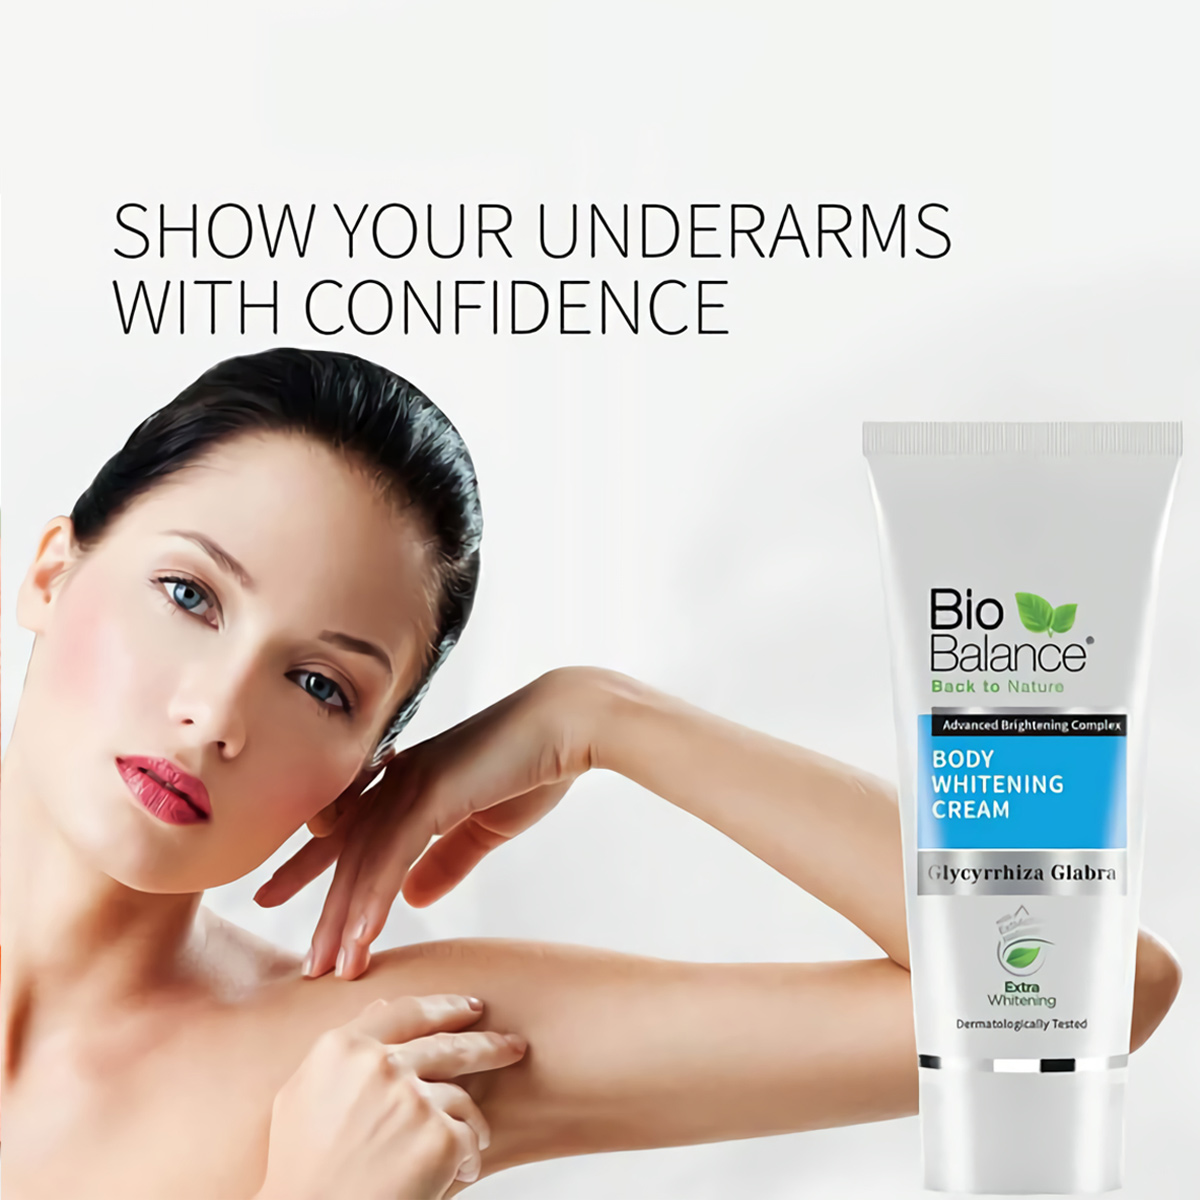 SHOW YOUR UNDERARMS
WITH CONFIDENCE
Bio
Balance®
Back to Nature
Advanced Brightening Complex
BODY
WHITENING
CREAM
Glycyrrhiza Glabra
Extra
Whitening
Dermatologically Tested